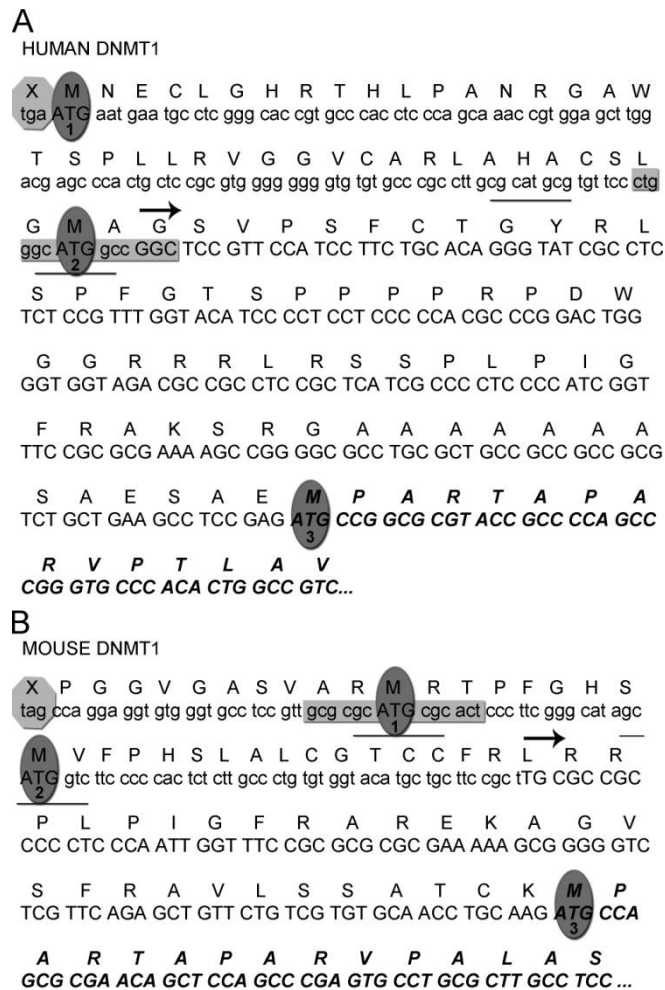 A
HUMAN DNMT1
X M N E C L G H R T H L P A N R G A W
tga ATG aat gaa tgc ctc ggg cac cgt gcc cac ctc cca gca aac cgt gga gct tgg
1
T S P L L R V G G V C A R L A H A C S L
acg agc cca ctg ctc cgc gtg ggg ggg gtg tgt gcc cgc ctt gcg cat gcg tgt tcc ctg
G M A G S V P S F C T G Y R L
ggc ATG gcc GGC TCC GTT CCA TCC TTC TGC ACA GGG TAT CGC CTC
2
S P F G T S P P P P R P D W
TCT CCG TTT GGT ACA TCC CCT CCT CCC CCA CGC CCG GAC TGG
G G R R R L R S S P L P I G
GGT GGT AGA CGC CGC CTC CGC TCA TCG CCC CTC CCC ATC GGT
F R A K S R G A A A A A A A
TTC CGC GCG AAA AGC CGG GGC GCC TGC GCT GCC GCC GCC GCG
S A E S A E M P A R T A P A
TCT GCT GAA GCC TCC GAG ATG CCG GCG CGT ACC GCC CCA GCC
3
R V P T L A V
CGG GTG CCC ACA CTG GCC GTC...
B
MOUSE DNMT1
X P G G V G A S V A R M R T P F G H S
tag cca gga ggt gtg ggt gcc tcc gtt gcg cgc ATG cgc act ccc ttc ggg cat agc
1
M V F P H S L A L C G T C C F R L R R
ATG gtc ttc ccc cac tct ctt gcc ctg tgt ggt aca tgc tgc ttc cgc tTG CGC CGC
2
P L P I G F R A R E K A G V
CCC CTC CCA ATT GGT TTC CGC GCG CGC GAA AAA GCG GGG GTC
S F R A V L S S A T C K M P
TCG TTC AGA GCT GTT CTG TCG TGT GCA ACC TGC AAG ATG CCA
3
A R T A P A R V P A L A S
GCG CGA ACA GCT CCA GCC CGA GTG CCT GCG CTT GCC TCC ...